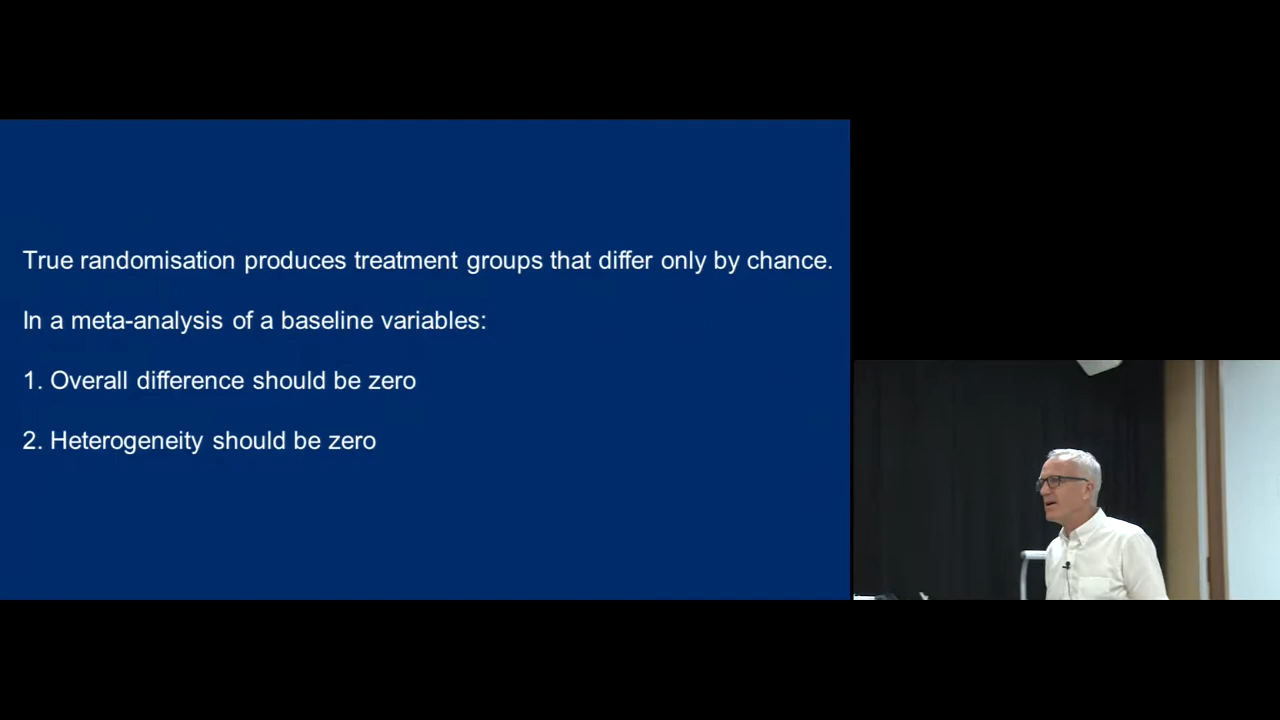 True randomisation produces treatment groups that differ only by chance.
In a meta-analysis of a baseline variables:
1. Overall difference should be zero
2. Heterogeneity should be zero